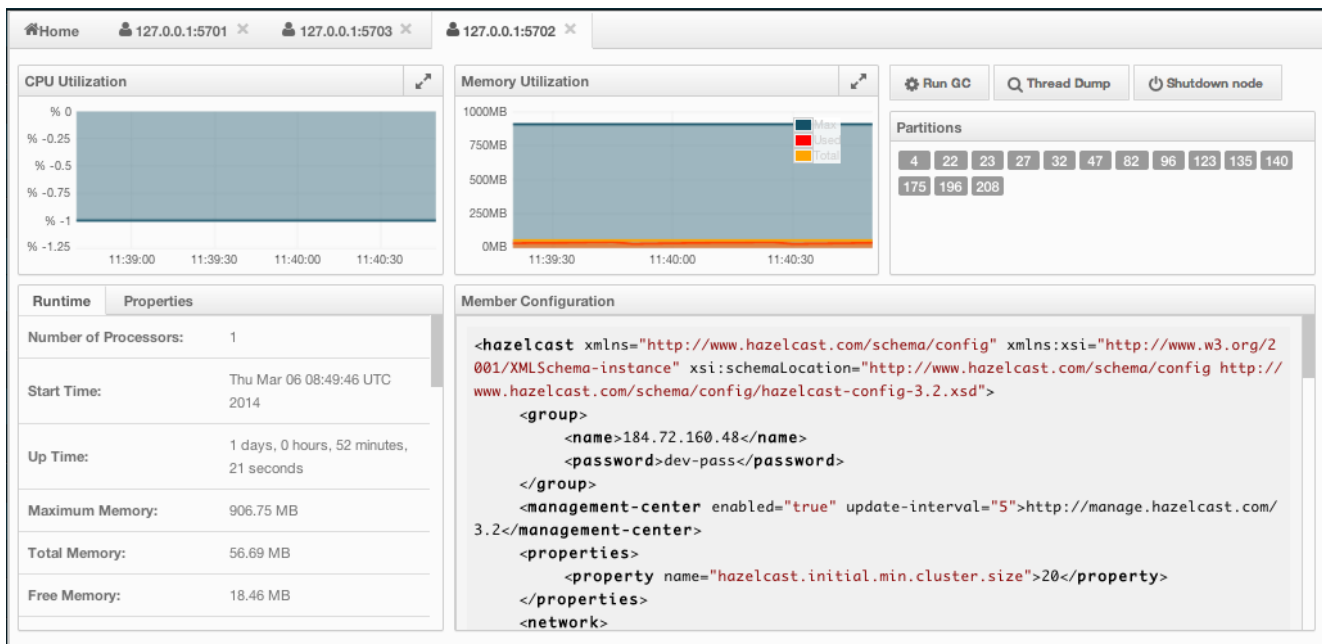 Home 127.0.0.1:5701 127.0.0.1:5703 127.0.0.1:5702
CPU Utilization
% 0
% -0.25
% -0.5
% -0.75
% -1
% -1.25
11:39:00 11:39:30 11:40:00 11:40:30
Memory Utilization
1000MB
750MB
500MB
250MB
0MB
Max
Used
Total
11:39:30 11:40:00 11:40:30
Run GC Thread Dump Shutdown node
Partitions
4 22 23 27 32 47 82 96 123 135 140
175 196 208
Runtime Properties
Number of Processors: 1
Start Time: Thu Mar 06 08:49:46 UTC
2014
Up Time: 1 days, 0 hours, 52 minutes,
21 seconds
Maximum Memory: 906.75 MB
Total Memory: 56.69 MB
Free Memory: 18.46 MB
Member Configuration
<hazelcast xmlns="http://www.hazelcast.com/schema/config" xmlns:xsi="http://www.w3.org/2
001/XMLSchema-instance" xsi:schemaLocation="http://www.hazelcast.com/schema/config http://
www.hazelcast.com/schema/config/hazelcast-config-3.2.xsd">
<group>
<name>184.72.160.48</name>
<password>dev-pass</password>
</group>
<management-center enabled="true" update-interval="5">http://manage.hazelcast.com/
3.2</management-center>
<properties>
<property name="hazelcast.initial.min.cluster.size">20</property>
</properties>
<network>